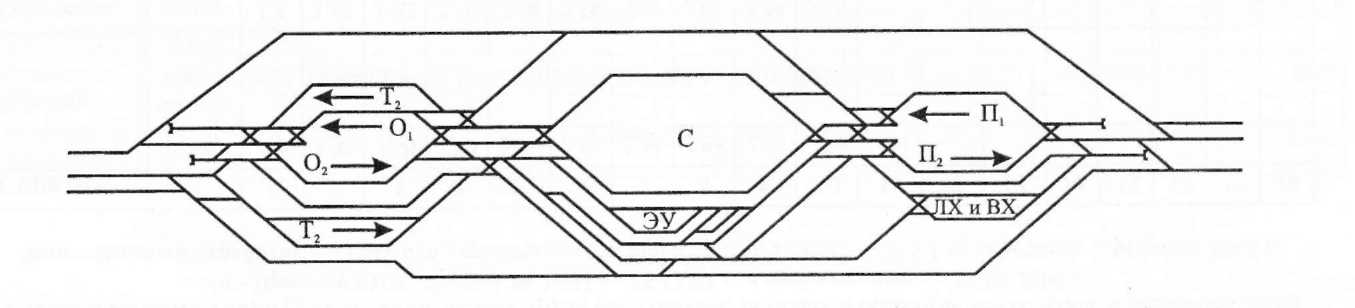 Т₂
О₁
О₂
Т₂
С
ЭУ
П₁
П₂
ЛХ и ВХ